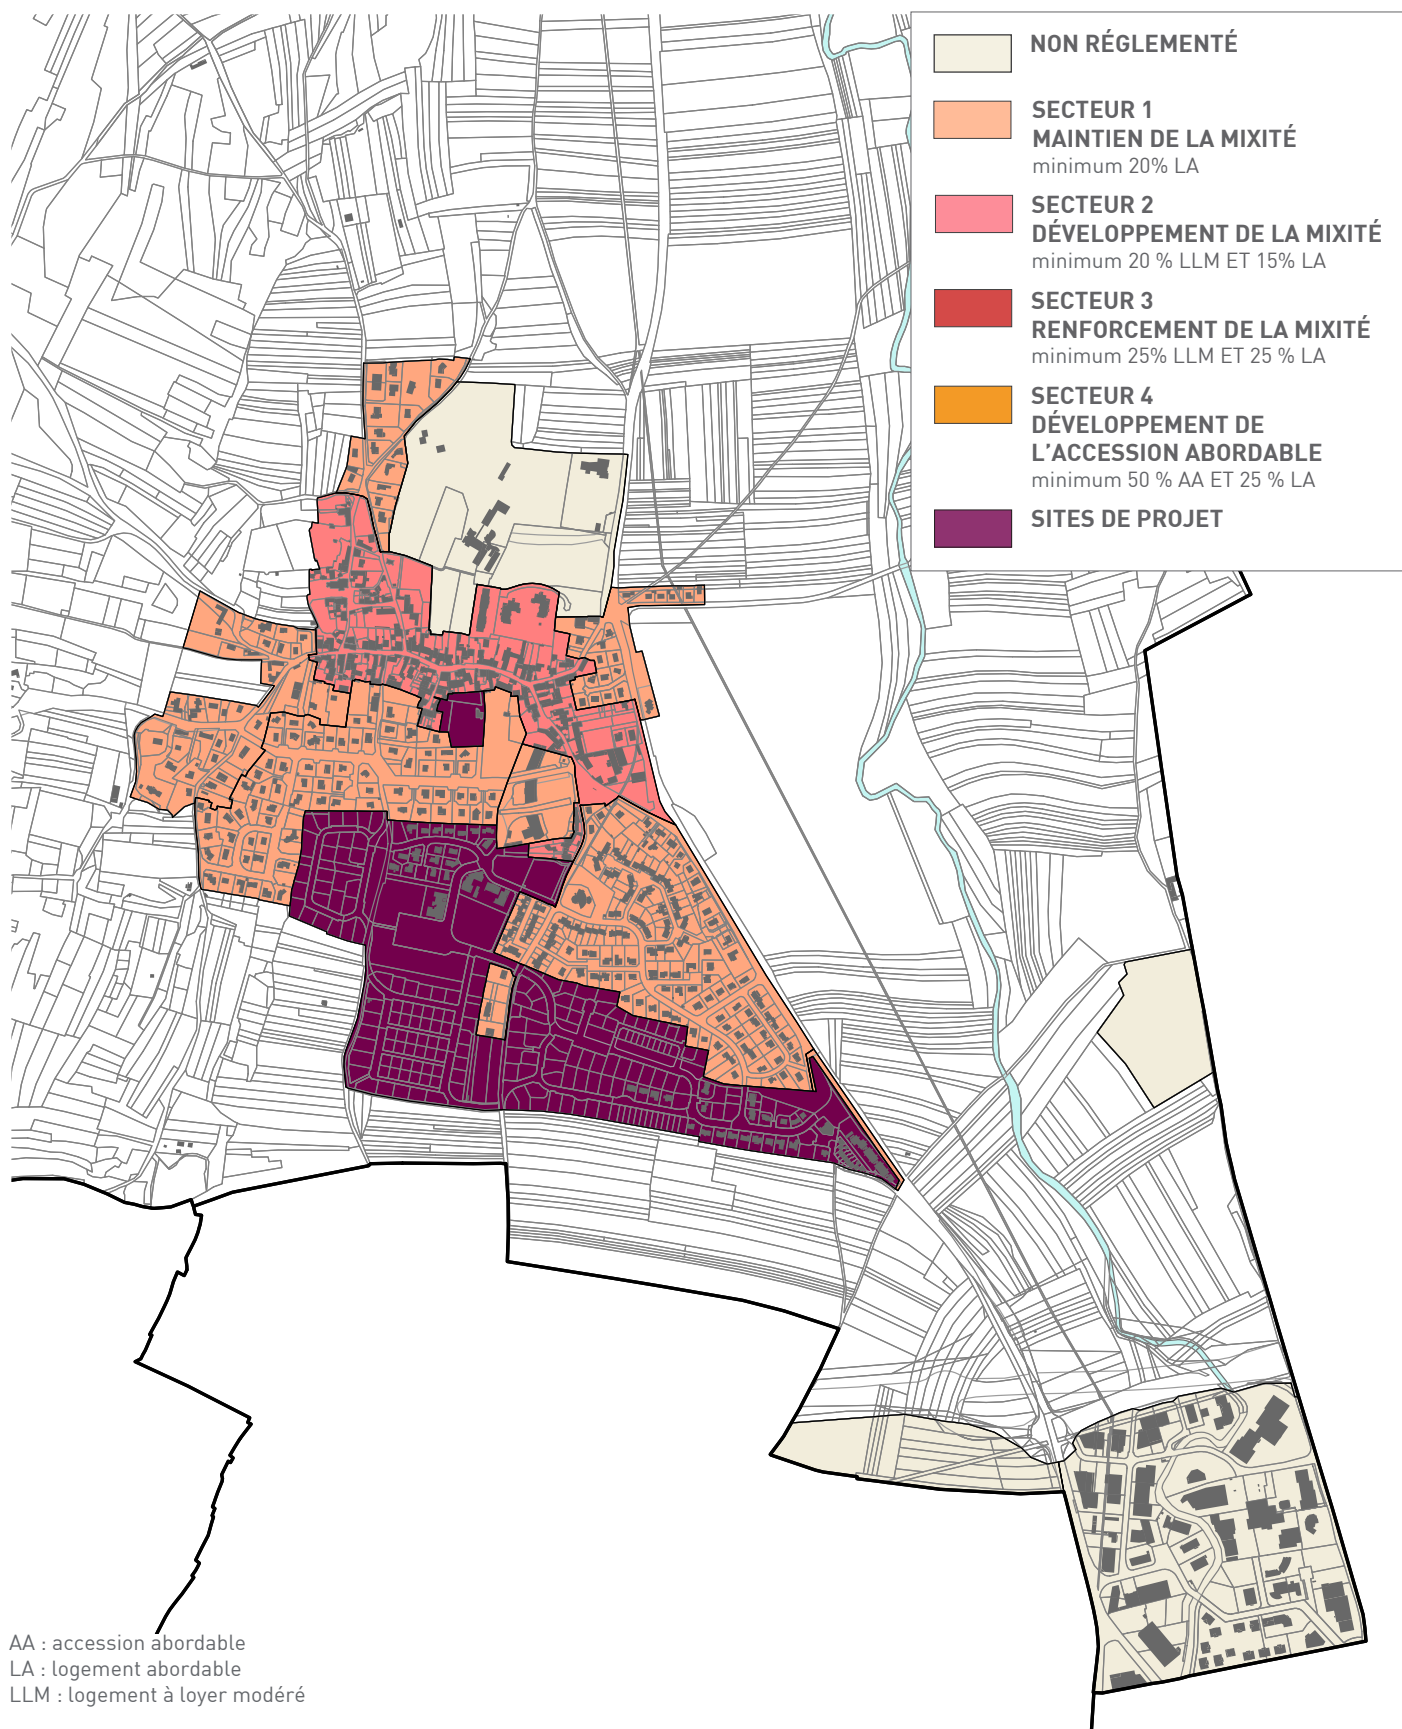 NON RÉGLEMENTÉ
SECTEUR 1
MAINTIEN DE LA MIXITÉ
minimum 20% LA
SECTEUR 2
DÉVELOPPEMENT DE LA MIXITÉ
minimum 20 % LLM ET 15% LA
SECTEUR 3
RENFORCEMENT DE LA MIXITÉ
minimum 25% LLM ET 25 % LA
SECTEUR 4
DÉVELOPPEMENT DE
L'ACCESSION ABORDABLE
minimum 50 % AA ET 25 % LA
SITES DE PROJET
AA : accession abordable
LA : logement abordable
LLM : logement à loyer modéré